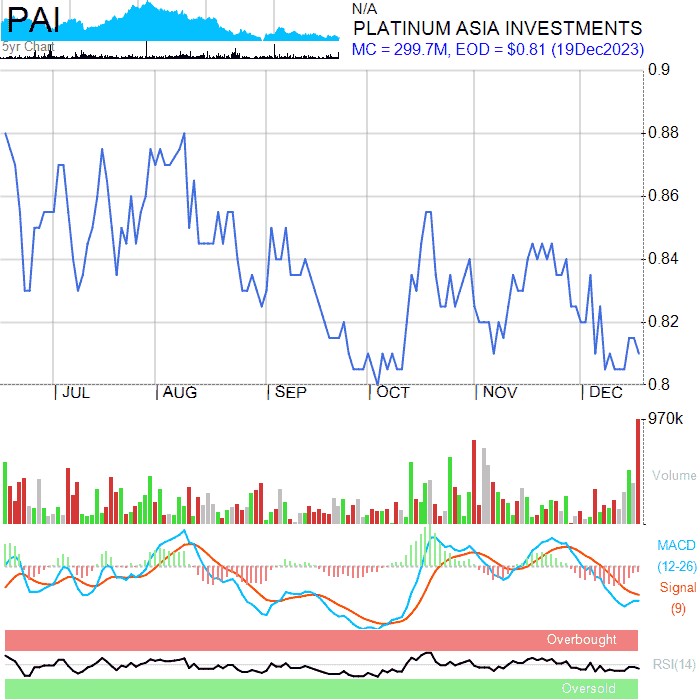 PAI
5yr Chart
N/A
PLATINUM ASIA INVESTMENTS
MC = 299.7M, EOD = $0.81 (19Dec2023)
0.9
0.88
0.86
0.84
0.82
0.8
JUL AUG SEP OCT NOV DEC
970k
Volume
MACD
(12-26)
Signal
(9)
Overbought
RSI(14)
Oversold